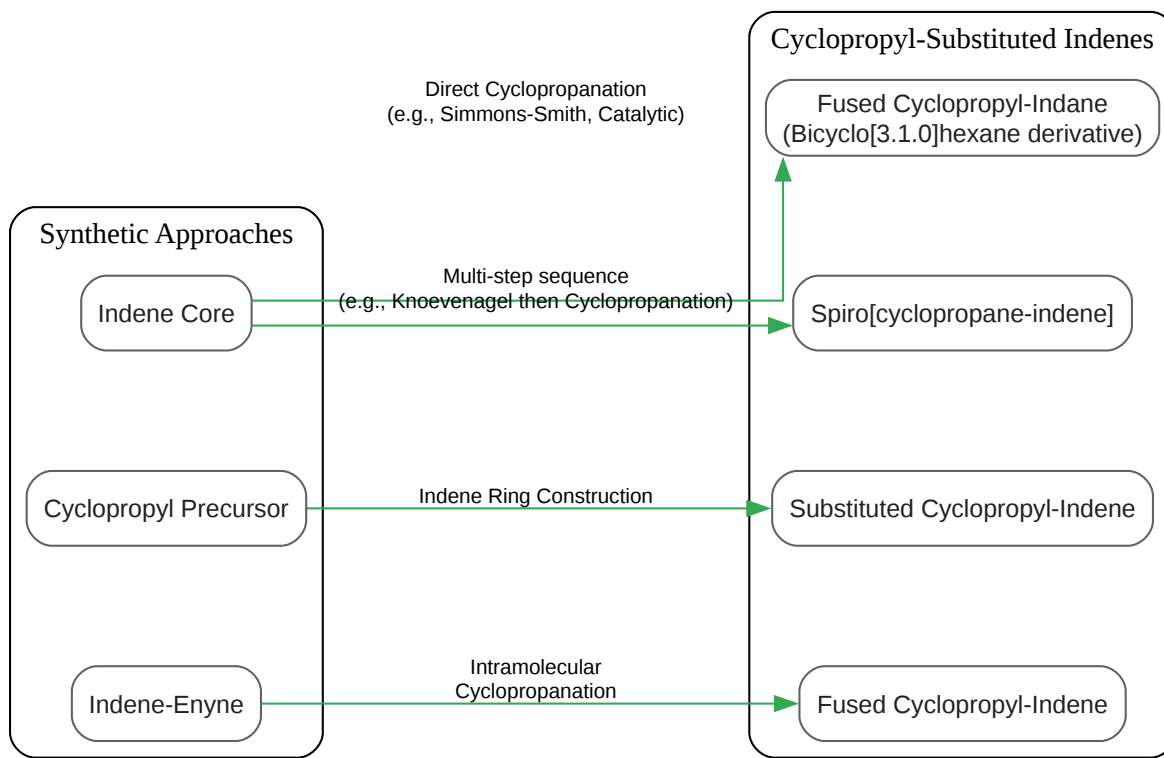 Cyclopropyl-Substituted Indenes
Direct Cyclopropanation
(e.g., Simmons-Smith, Catalytic)
Fused Cyclopropyl-Indane
(Bicyclo[3.1.0]hexane derivative)
Synthetic Approaches
Indene Core
Multi-step sequence
(e.g., Knoevenagel then Cyclopropanation)
Spiro[cyclopropane-indene]
Cyclopropyl Precursor
Indene Ring Construction
Substituted Cyclopropyl-Indene
Indene-Enyne
Intramolecular
Cyclopropanation
Fused Cyclopropyl-Indene